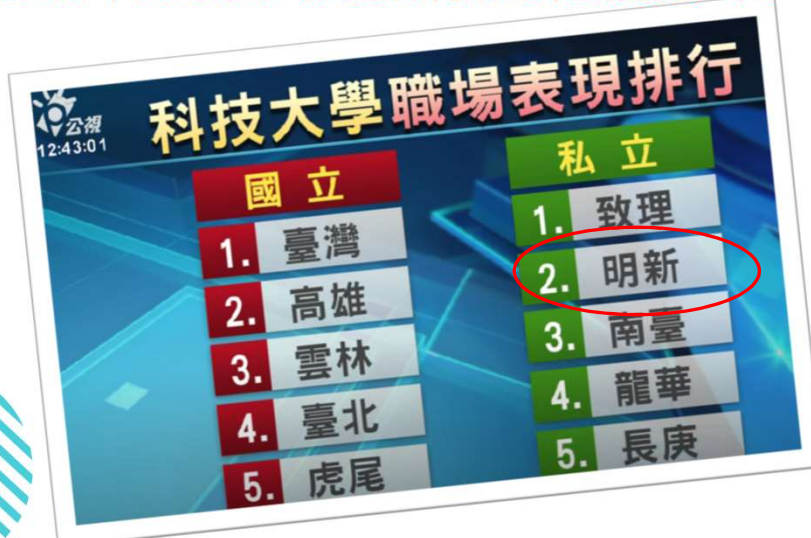 公視
12:43:01
科技大學職場表現排行
國立
1. 臺灣
2. 高雄
3. 雲林
4. 臺北
5. 虎尾
私立
1. 致理
2. 明新
3. 南臺
4. 龍華
5. 長庚